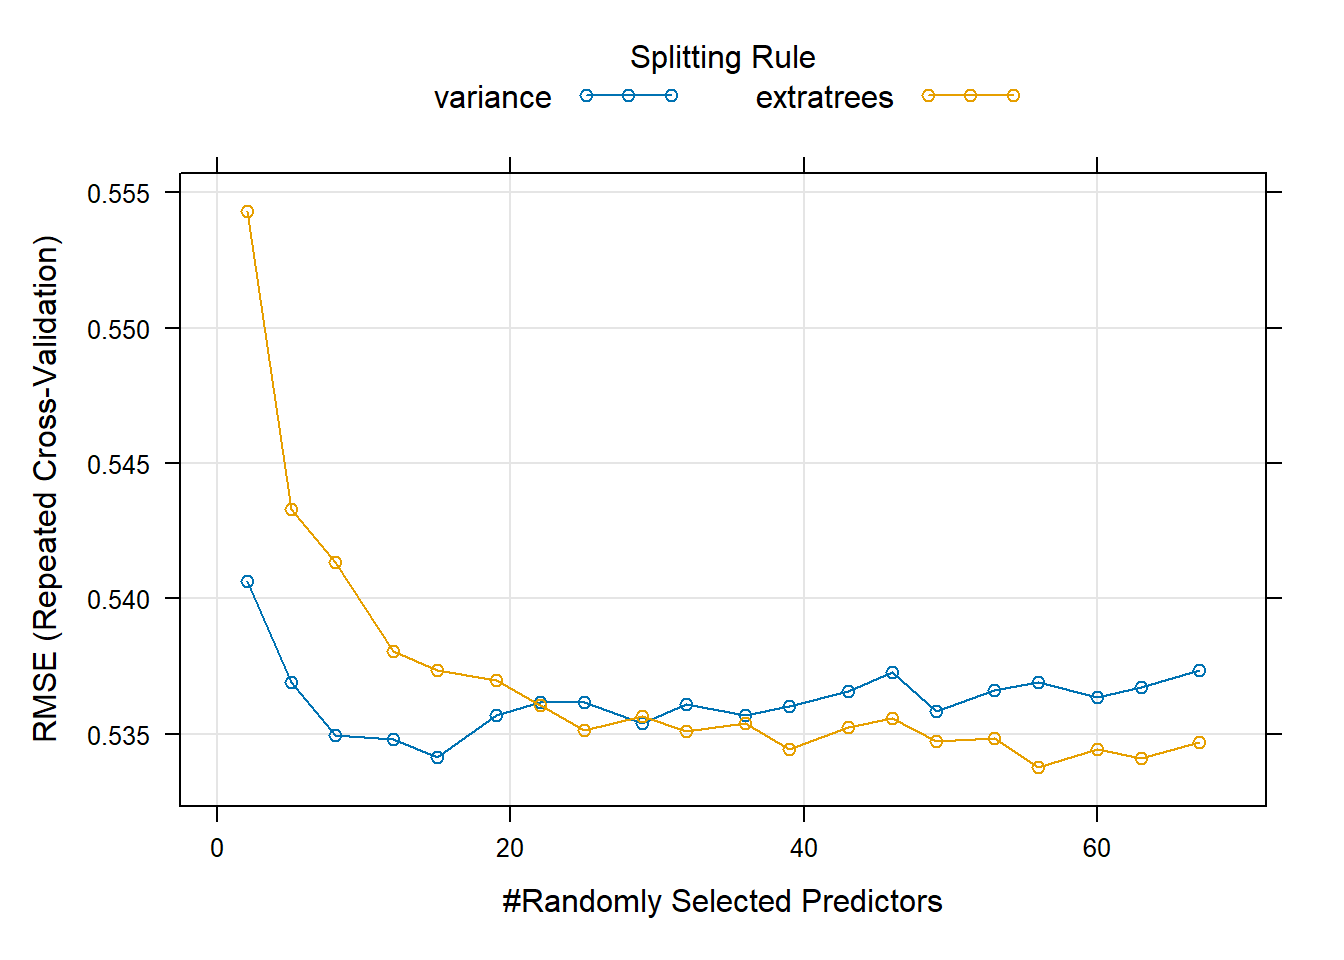 Splitting Rule
variance extratrees
0.555
0.550
0.545
0.540
0.535
RMSE (Repeated Cross-Validation)
0 20 40 60
#Randomly Selected Predictors